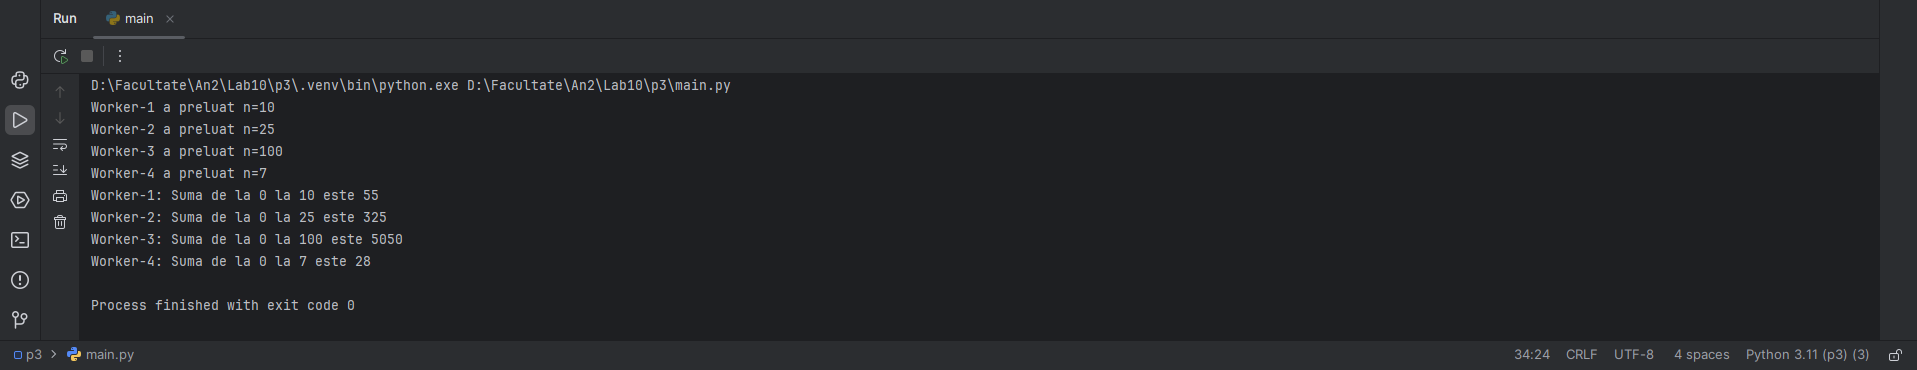 Run main
D:\Facultate\An2\Lab10\p3\.venv\bin\python.exe D:\Facultate\An2\Lab10\p3\main.py
Worker-1 a preluat n=10
Worker-2 a preluat n=25
Worker-3 a preluat n=100
Worker-4 a preluat n=7
Worker-1: Suma de la 0 la 10 este 55
Worker-2: Suma de la 0 la 25 este 325
Worker-3: Suma de la 0 la 100 este 5050
Worker-4: Suma de la 0 la 7 este 28
Process finished with exit code 0
p3 > main.py 34:24 CRLF UTF-8 4 spaces Python 3.11 (p3) (3)